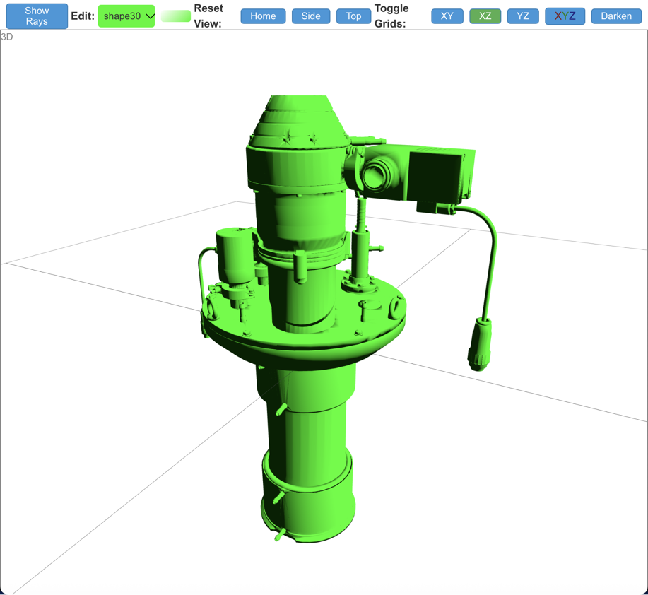 Show Rays Edit: shape30 Reset View: Home Side Top Toggle Grids: XY XZ YZ XYZ Darken
3D